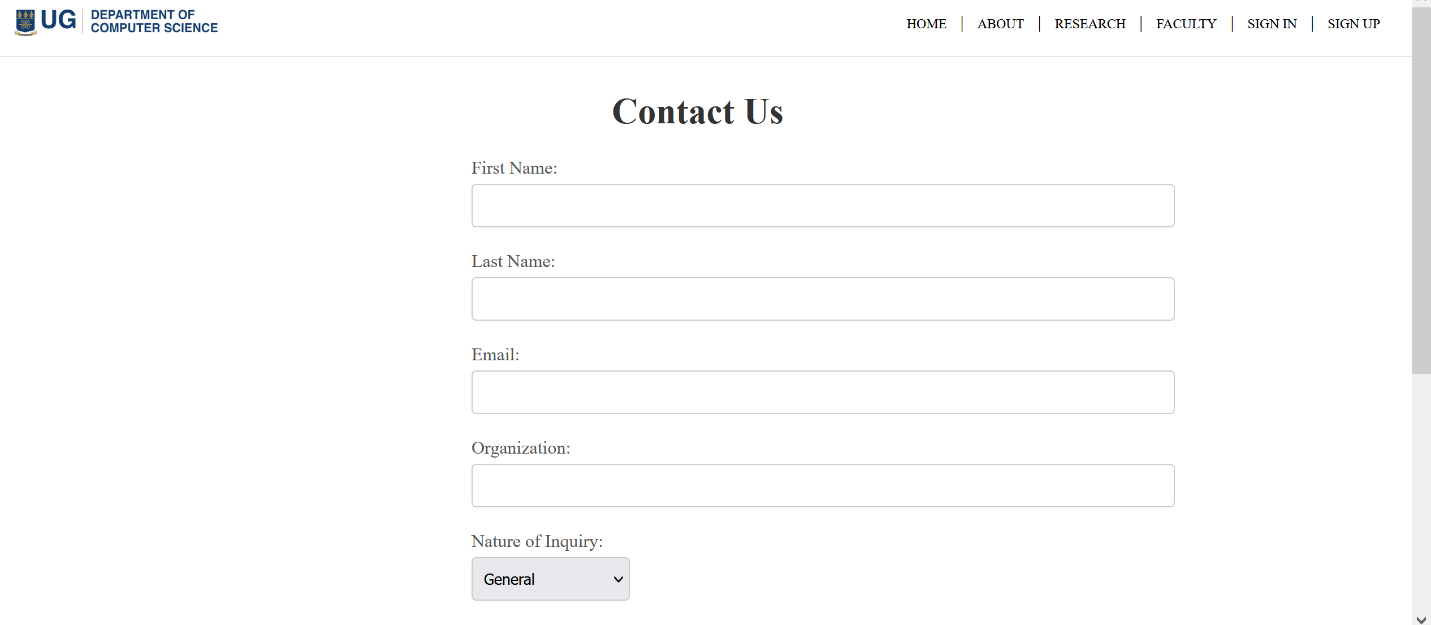 UG
DEPARTMENT OF
COMPUTER SCIENCE
HOME | ABOUT | RESEARCH | FACULTY | SIGN IN | SIGN UP
Contact Us
First Name:
Last Name:
Email:
Organization:
Nature of Inquiry:
General